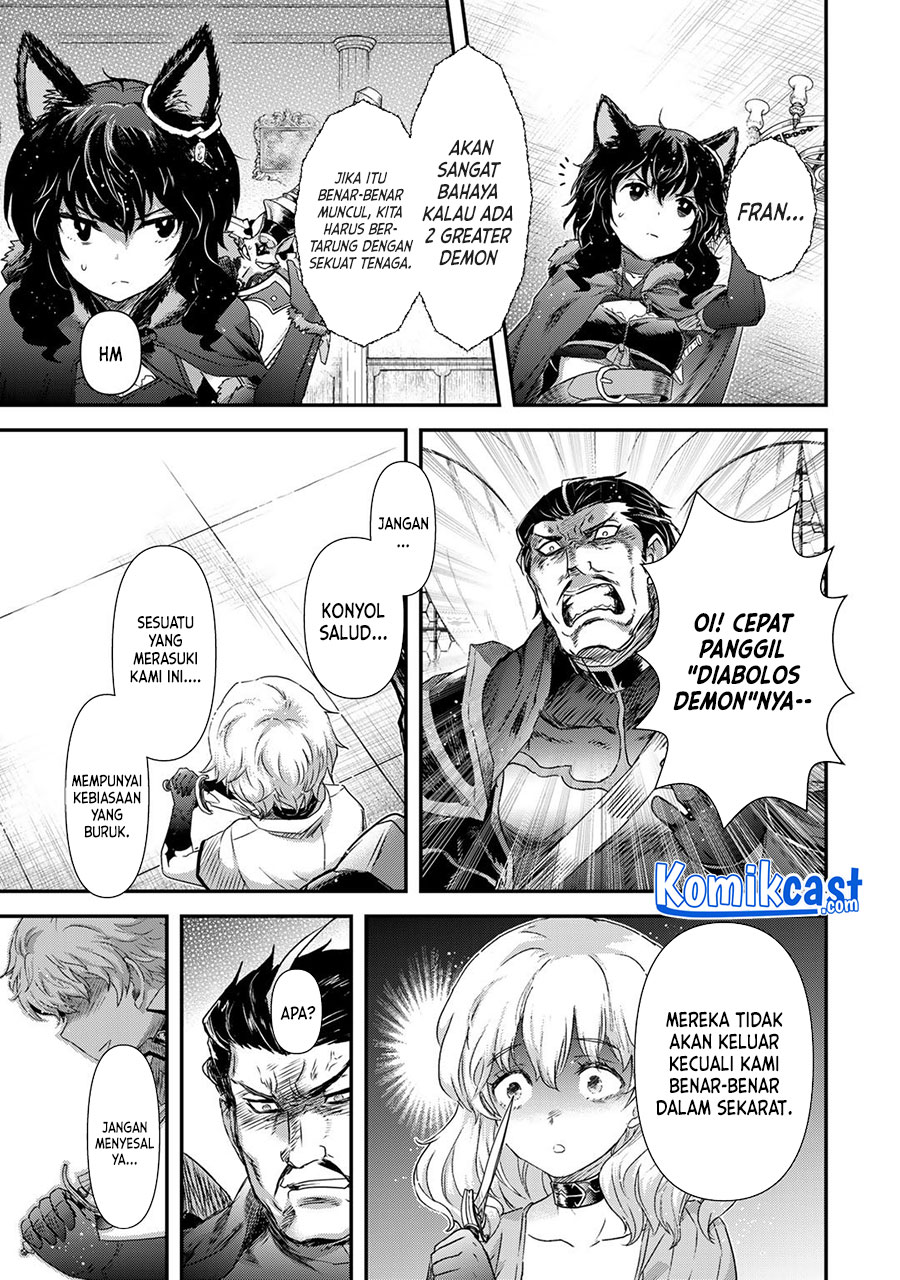 FRAN...
AKAN
SANGAT
BAHAYA
KALAU ADA
2 GREATER
DEMON
JIKA ITU
BENAR-BENAR
MUNCUL, KITA
HARUS BER-
TARUNG DENGAN
SEKUAT TENAGA.
HM
OI! CEPAT
PANGGIL
"DIABOLOS
DEMON"NYA--
JANGAN
...
KONYOL
SALUD...
SESUATU
YANG
MERASUKI
KAMI INI....
MEMPUNYAI
KEBIASAAN
YANG
BURUK.
Komikcast
.com
MEREKA TIDAK
AKAN KELUAR
KECUALI KAMI
BENAR-BENAR
DALAM SEKARAT.
APA?
JANGAN
MENYESAL
YA...